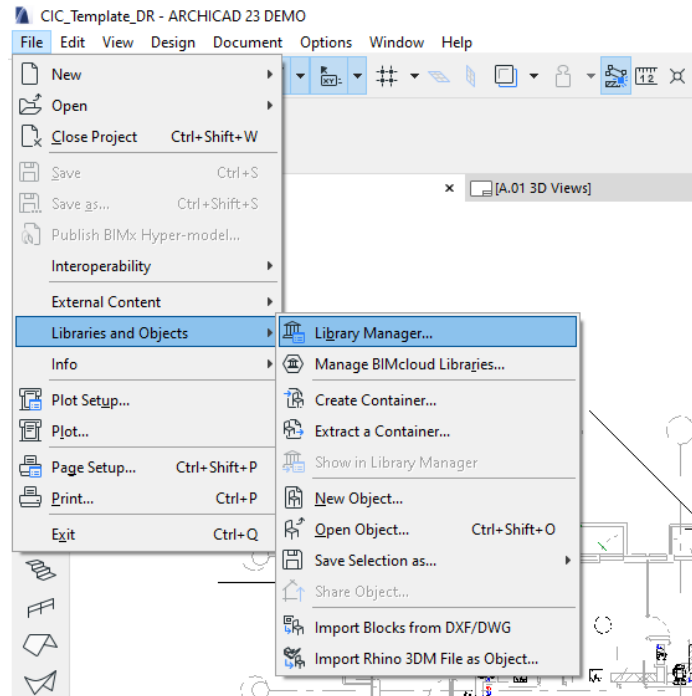 CIC_Template_DR - ARCHICAD 23 DEMO
File Edit View Design Document Options Window Help
New
Open
Close Project Ctrl+Shift+W
Save Ctrl+S
Save as... Ctrl+Shift+S
Publish BIMx Hyper-model...
Interoperability
External Content
Libraries and Objects
Info
Plot Setup...
Plot...
Page Setup... Ctrl+Shift+P
Print... Ctrl+P
Exit Ctrl+Q
XY:
1 2
[A.01 3D Views]
Library Manager...
Manage BIMcloud Libraries...
Create Container...
Extract a Container...
Show in Library Manager
New Object...
Open Object... Ctrl+Shift+O
Save Selection as...
Share Object...
Import Blocks from DXF/DWG
Import Rhino 3DM File as Object...